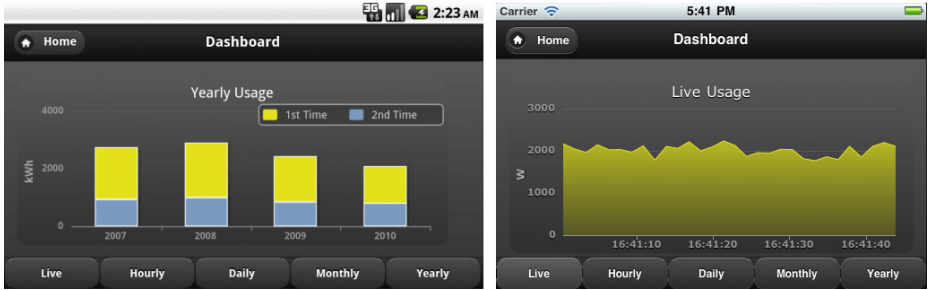 3G 2:23 AM
Home Dashboard
Yearly Usage
1st Time 2nd Time
4000
2000
0
kWh
2007 2008 2009 2010
Live Hourly Daily Monthly Yearly
Carrier 5:41 PM
Home Dashboard
Live Usage
3000
2000
1000
0
W
16:41:10 16:41:20 16:41:30 16:41:40
Live Hourly Daily Monthly Yearly